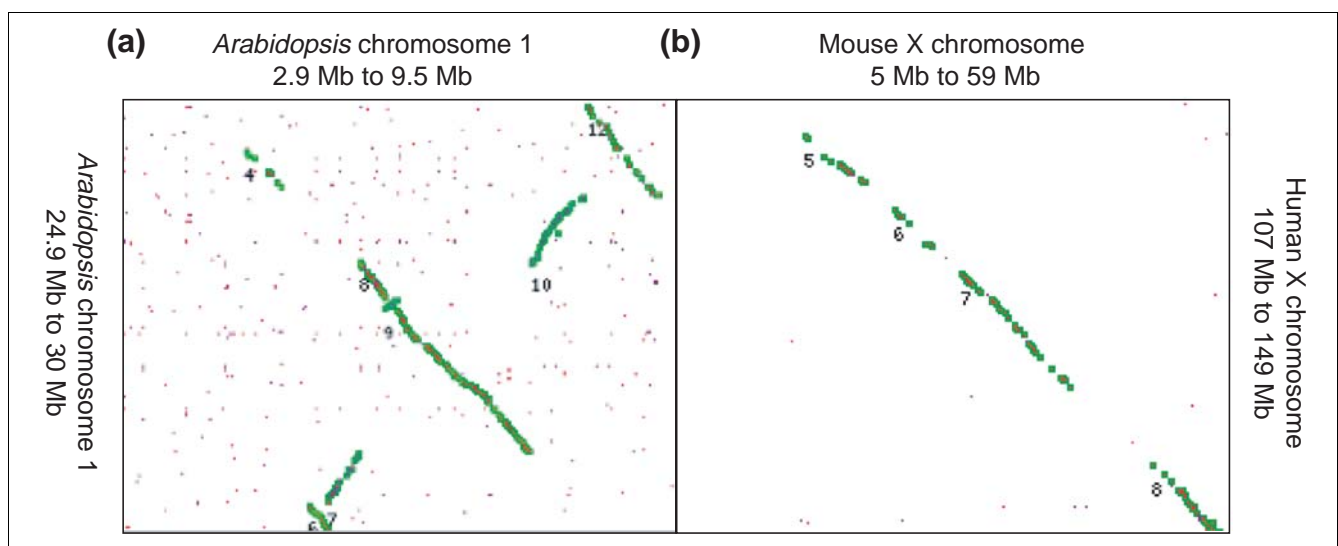 (a)
Arabidopsis chromosome 1
2.9 Mb to 9.5 Mb
(b)
Mouse X chromosome
5 Mb to 59 Mb
Arabidopsis chromosome 1
24.9 Mb to 30 Mb
12
4
10
8
9
7
6
5
6
7
8
Human X chromosome
107 Mb to 149 Mb